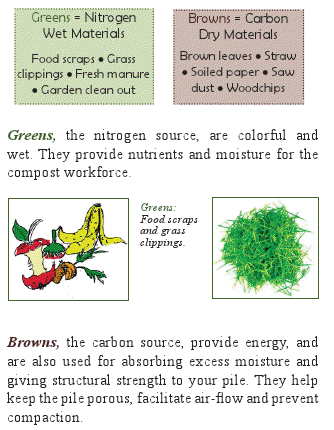 Greens = Nitrogen
Wet Materials
Food scraps • Grass
clippings • Fresh manure
• Garden clean out
Browns = Carbon
Dry Materials
Brown leaves • Straw
• Soiled paper • Saw
dust • Woodchips
Greens, the nitrogen source, are colorful and
wet. They provide nutrients and moisture for the
compost workforce.
Greens:
Food scraps
and grass
clippings.
Browns, the carbon source, provide energy, and
are also used for absorbing excess moisture and
giving structural strength to your pile. They help
keep the pile porous, facilitate air-flow and prevent
compaction.